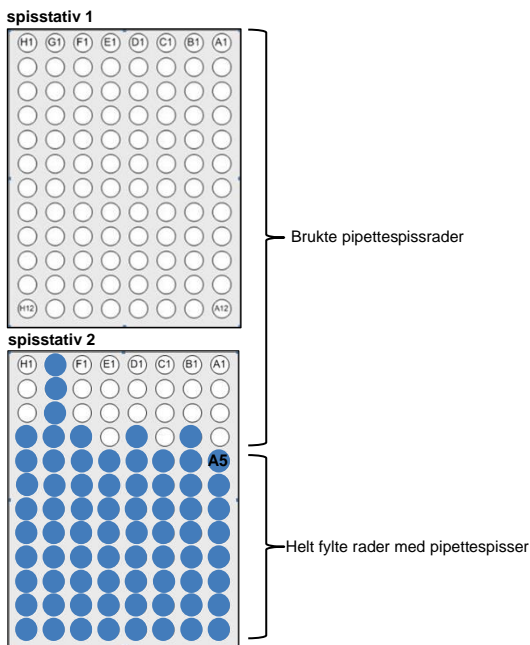 spisstativ 1
H1 G1 F1 E1 D1 C1 B1 A1
H12 A12
Brukte pipettespissrader
spisstativ 2
H1 F1 E1 D1 C1 B1 A1
A5
Helt fylte rader med pipettespisser